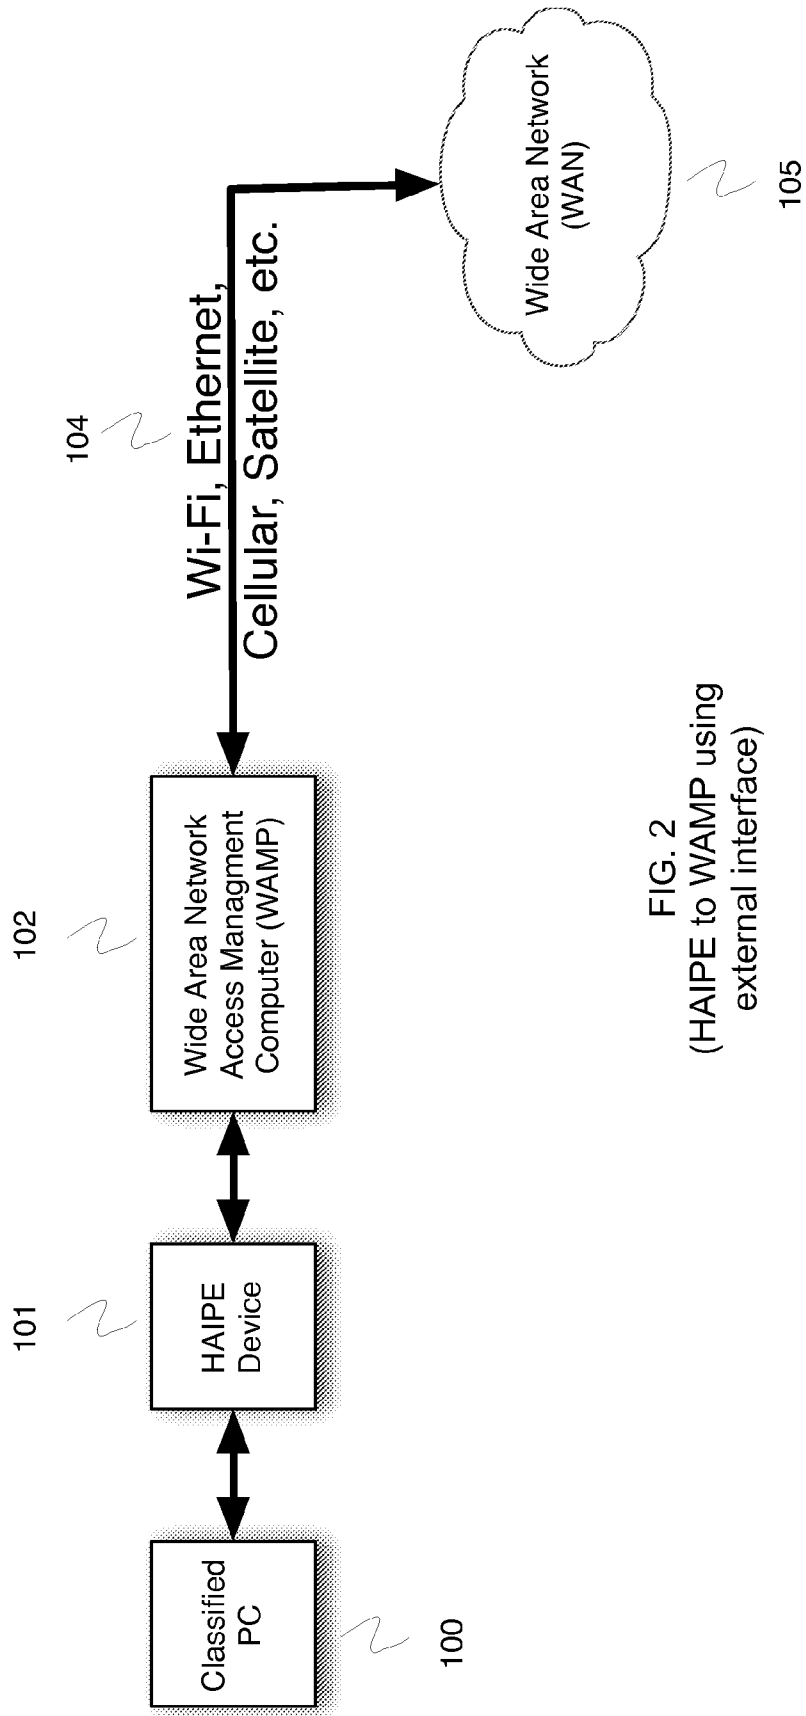 104
Wi-Fi, Ethernet,
Cellular, Satellite, etc.
102
Wide Area Network
Access Managment
Computer (WAMP)
101
HAIPE
Device
Classified
PC
100
Wide Area Network
(WAN)
105
FIG. 2
(HAIPE to WAMP using
external interface)